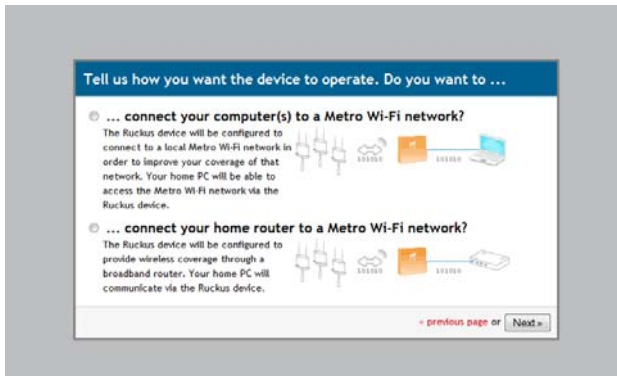 Tell us how you want the device to operate. Do you want to ...
... connect your computer(s) to a Metro Wi-Fi network?
The Ruckus device will be configured to
connect to a local Metro Wi-Fi network in
order to improve your coverage of that
network. Your home PC will be able to
access the Metro Wi-Fi network via the
Ruckus device.
101010
101010
... connect your home router to a Metro Wi-Fi network?
The Ruckus device will be configured to
provide wireless coverage through a
broadband router. Your home PC will
communicate via the Ruckus device.
101010
101010
« previous page or Next »